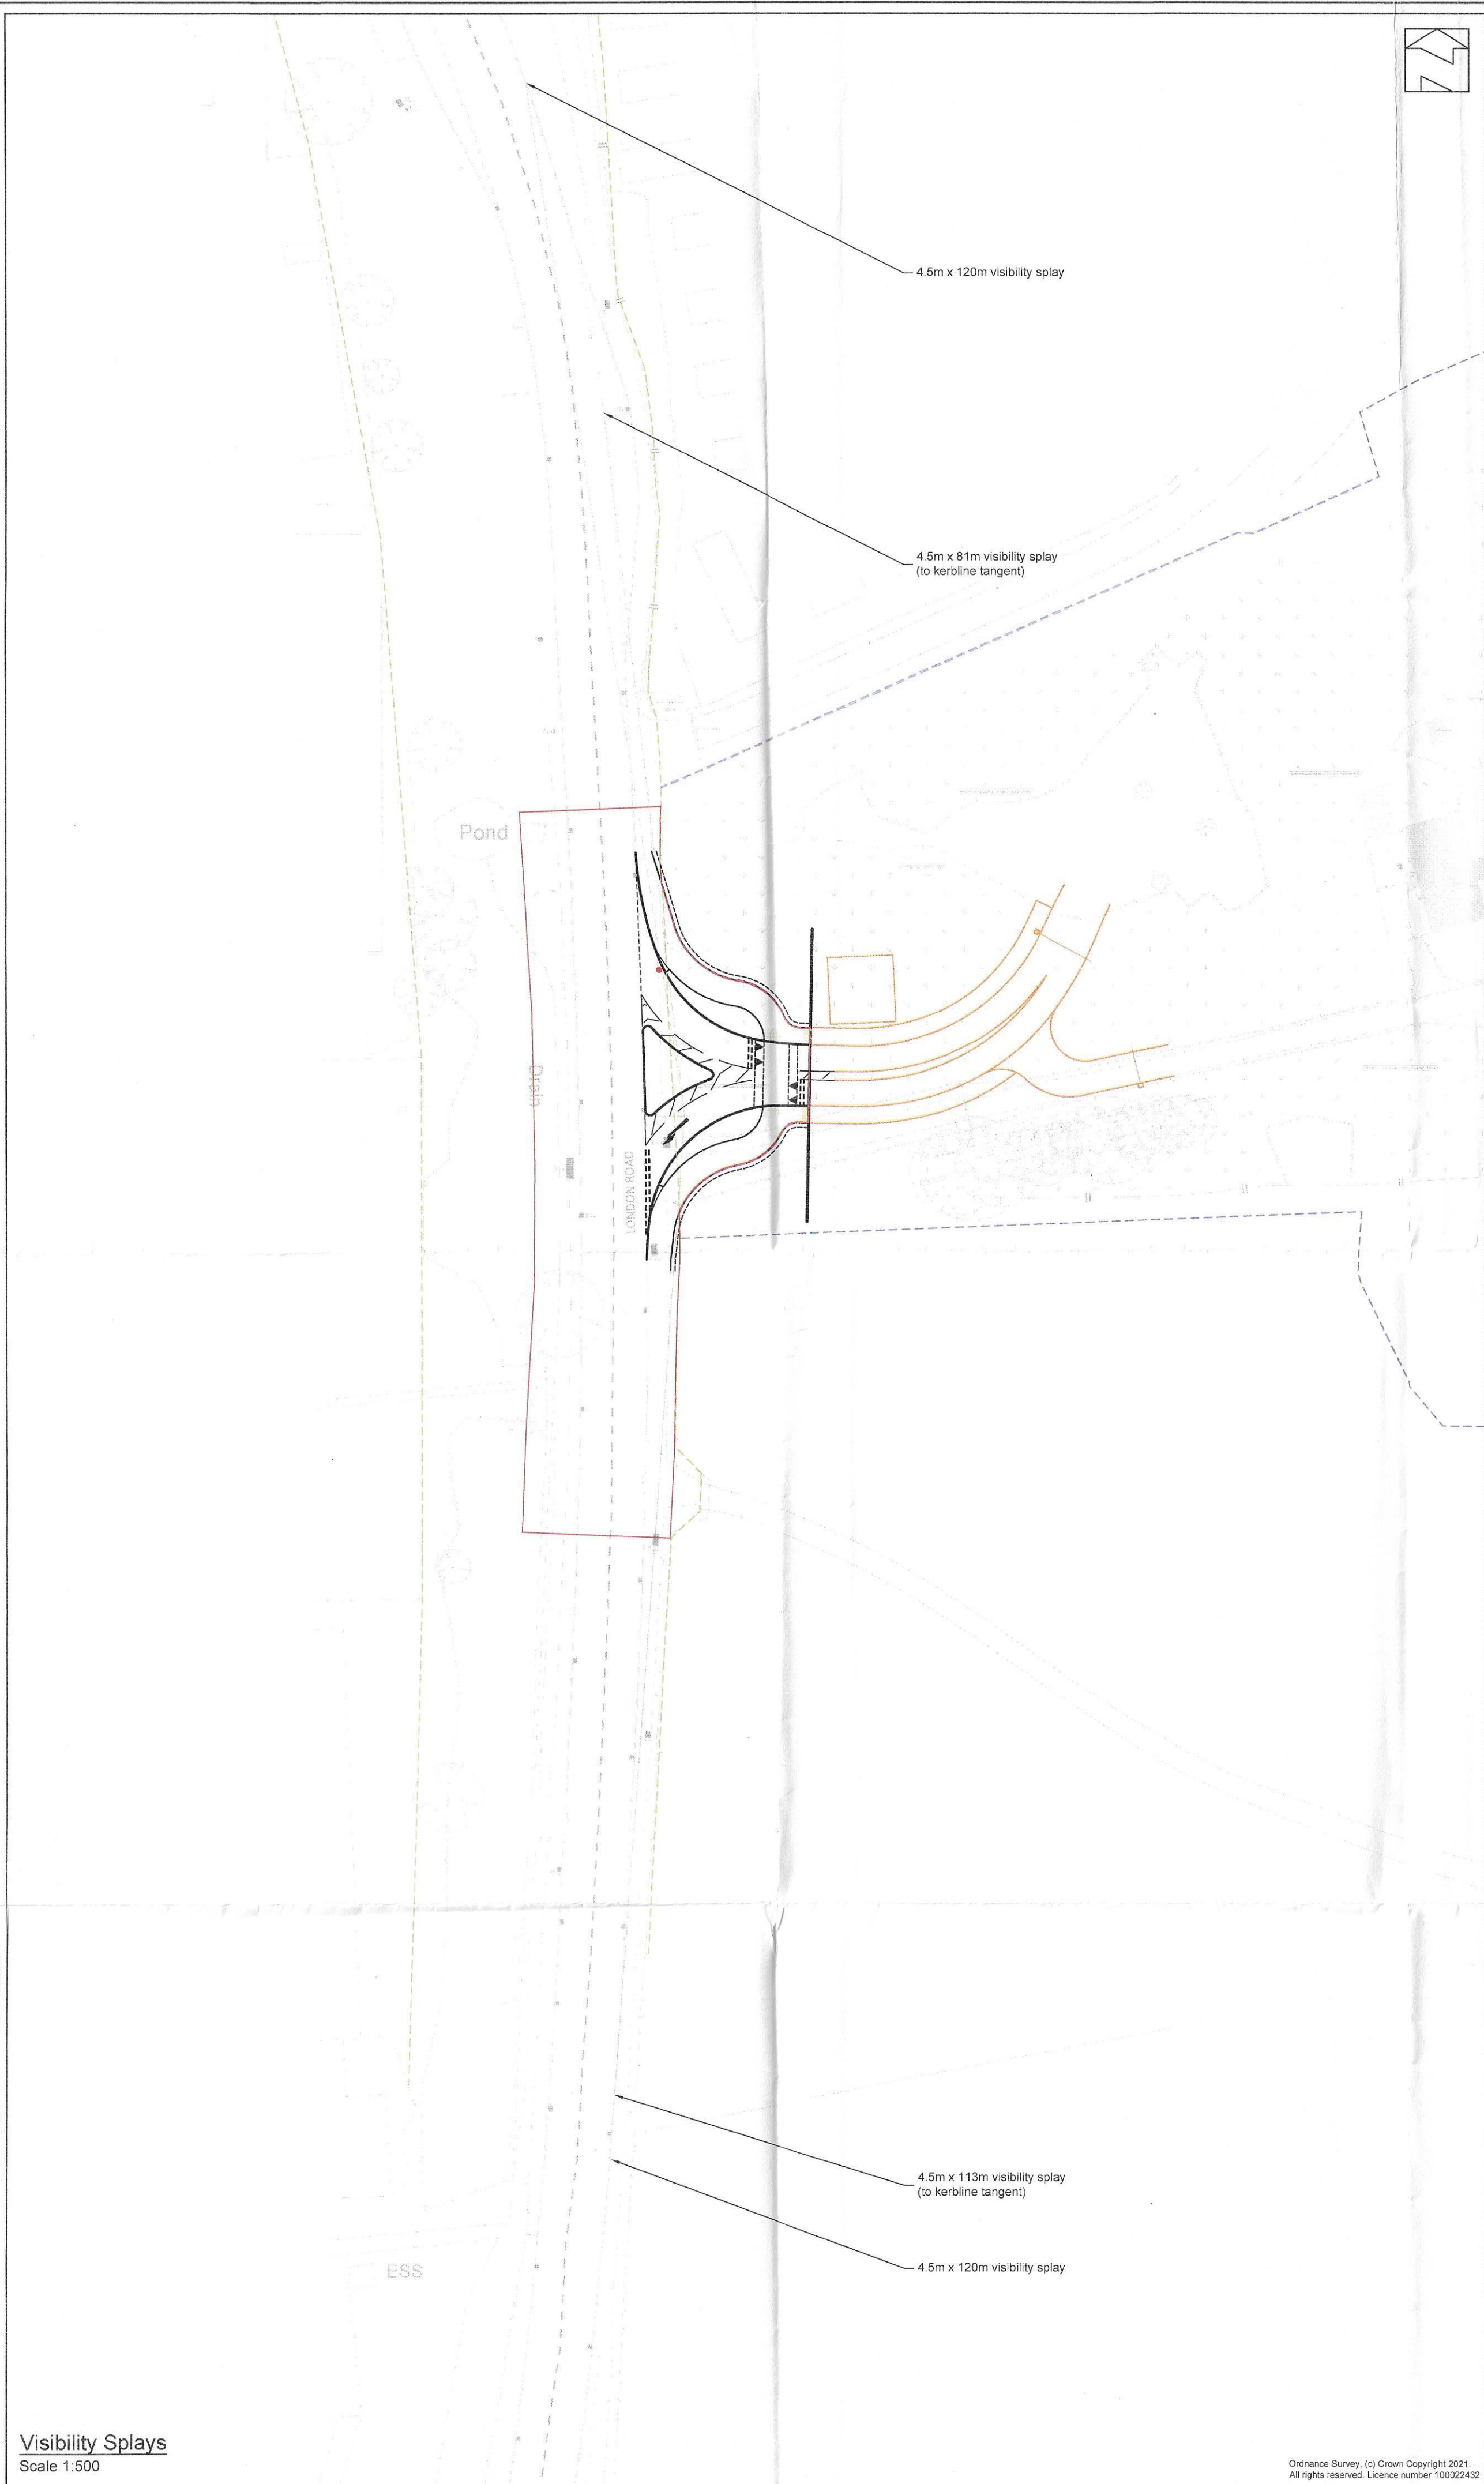 4.5m x 120m visibility splay
4.5m x 81m visibility splay
(to kerbline tangent)
Pond
Drain
LONDON ROAD
4.5m x 113m visibility splay
(to kerbline tangent)
4.5m x 120m visibility splay
ESS
Visibility Splays
Scale 1:500
Ordnance Survey, (c) Crown Copyright 2021.
All rights reserved. Licence number 100022432